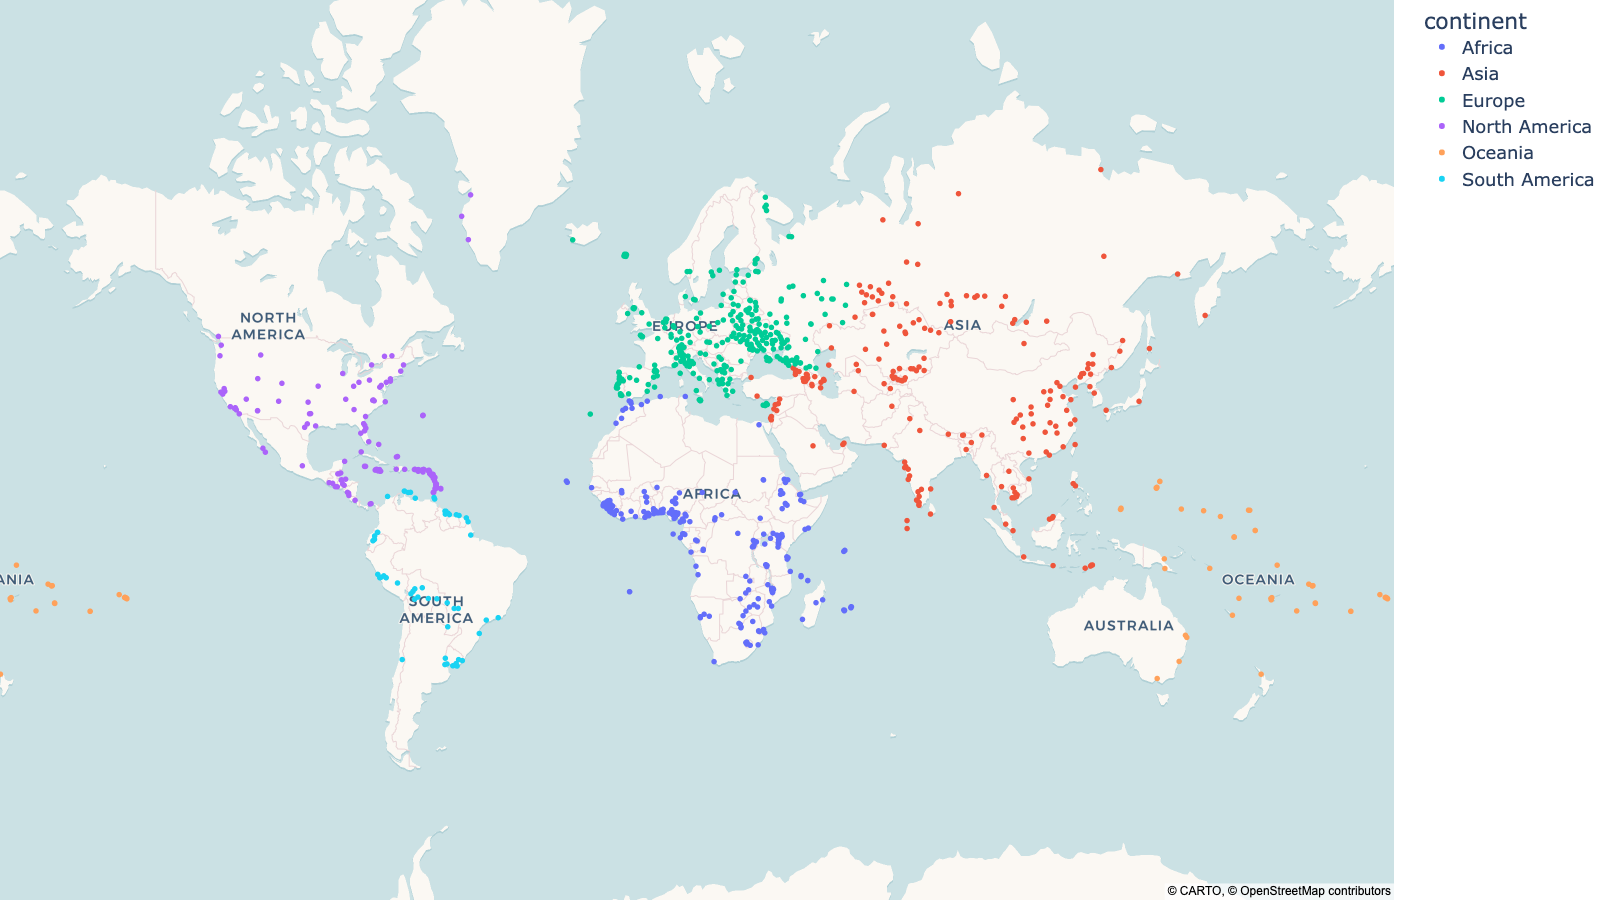 continent
Africa
Asia
Europe
North America
Oceania
South America
NORTH
AMERICA
EUROPE
ASIA
AFRICA
ANIA
OCEANIA
SOUTH
AMERICA
AUSTRALIA
© CARTO, © OpenStreetMap contributors